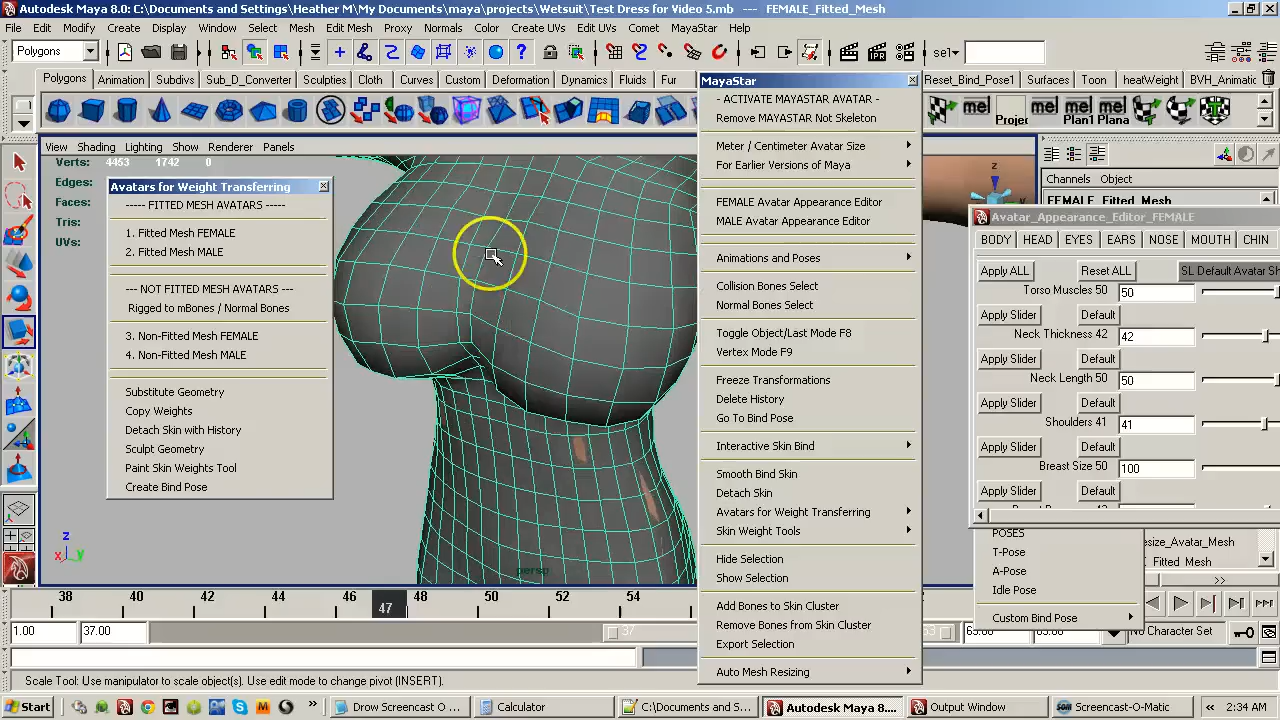 Autodesk Maya 8.0: C:\Documents and Settings\Heather M\My Documents\maya\projects\Wetsuit\Test Dress for Video 5.mb --- FEMALE_Fitted_Mesh
File Edit Modify Create Display Window Select Mesh Edit Mesh Proxy Normals Color Create UVs Edit UVs Comet MayaStar Help
Polygons sel
Polygons Animation Subdivs Sub_D_Converter Sculpties Cloth Curves Custom Deformation Dynamics Fluids Fur Reset_Bind_Pose1 Surfaces Toon heatWeight BVH_Animatic
mel Projec mel mel Plan1 mel Plana mel
View Shading Lighting Show Renderer Panels
Verts: 4453 1742 0
Edges:
Faces:
Tris:
UVs:
Avatars for Weight Transferring
----- FITTED MESH AVATARS -----
1. Fitted Mesh FEMALE
2. Fitted Mesh MALE
--- NOT FITTED MESH AVATARS ---
Rigged to mBones / Normal Bones
3. Non-Fitted Mesh FEMALE
4. Non-Fitted Mesh MALE
Substitute Geometry
Copy Weights
Detach Skin with History
Sculpt Geometry
Paint Skin Weights Tool
Create Bind Pose
z
x y
persp
MayaStar
- ACTIVATE MAYASTAR AVATAR -
Remove MAYASTAR Not Skeleton
Meter / Centimeter Avatar Size
For Earlier Versions of Maya
FEMALE Avatar Appearance Editor
MALE Avatar Appearance Editor
Animations and Poses
Collision Bones Select
Normal Bones Select
Toggle Object/Last Mode F8
Vertex Mode F9
Freeze Transformations
Delete History
Go To Bind Pose
Interactive Skin Bind
Smooth Bind Skin
Detach Skin
Avatars for Weight Transferring
Skin Weight Tools
Hide Selection
Show Selection
Add Bones to Skin Cluster
Remove Bones from Skin Cluster
Export Selection
Auto Mesh Resizing
z
Channels Object
FEMALE_Fitted_Mesh
Avatar_Appearance_Editor_FEMALE
BODY HEAD EYES EARS NOSE MOUTH CHIN
Apply ALL Reset ALL SL Default Avatar Sh
Torso Muscles 50 50
Apply Slider Default
Neck Thickness 42 42
Apply Slider Default
Neck Length 50 50
Apply Slider Default
Shoulders 41 41
Apply Slider Default
Breast Size 50 100
Apply Slider Default
POSES
T-Pose
A-Pose
Idle Pose
Custom Bind Pose
esize_Avatar_Mesh
Fitted_Mesh
>>
38 40 42 44 46 47 48 50 52 54
1.00 37.00 37 63 65.00 65.00 No Character Set
Scale Tool: Use manipulator to scale object(s). Use edit mode to change pivot (INSERT).
Start Drow Screencast O... Calculator C:\Documents and S... Autodesk Maya 8.... Output Window Screencast-O-Matic 2:34 AM